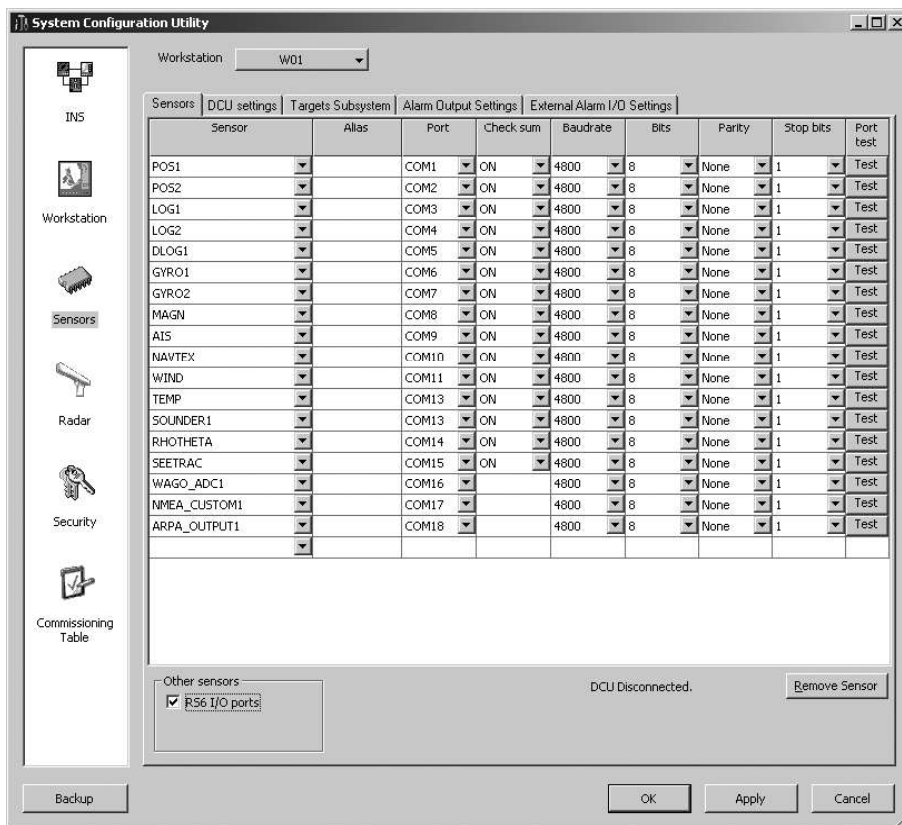 System Configuration Utility
INS
Workstation
Sensors
Radar
Security
Commissioning
Table
Workstation W01
Sensors DCU settings Targets Subsystem Alarm Output Settings External Alarm I/O Settings
Sensor Alias Port Check sum Baudrate Bits Parity Stop bits Port test
POS1 COM1 ON 4800 8 None 1 Test
POS2 COM2 ON 4800 8 None 1 Test
LOG1 COM3 ON 4800 8 None 1 Test
LOG2 COM4 ON 4800 8 None 1 Test
DLOG1 COM5 ON 4800 8 None 1 Test
GYRO1 COM6 ON 4800 8 None 1 Test
GYRO2 COM7 ON 4800 8 None 1 Test
MAGN COM8 ON 4800 8 None 1 Test
AIS COM9 ON 4800 8 None 1 Test
NAVTEX COM10 ON 4800 8 None 1 Test
WIND COM11 ON 4800 8 None 1 Test
TEMP COM13 ON 4800 8 None 1 Test
SOUNDER1 COM13 ON 4800 8 None 1 Test
RHOTHETA COM14 ON 4800 8 None 1 Test
SEETRAC COM15 ON 4800 8 None 1 Test
WAGO_ADC1 COM16 4800 8 None 1 Test
NMEA_CUSTOM1 COM17 4800 8 None 1 Test
ARPA_OUTPUT1 COM18 4800 8 None 1 Test
Other sensors
RS6 I/O ports
DCU Disconnected.
Remove Sensor
Backup
OK
Apply
Cancel